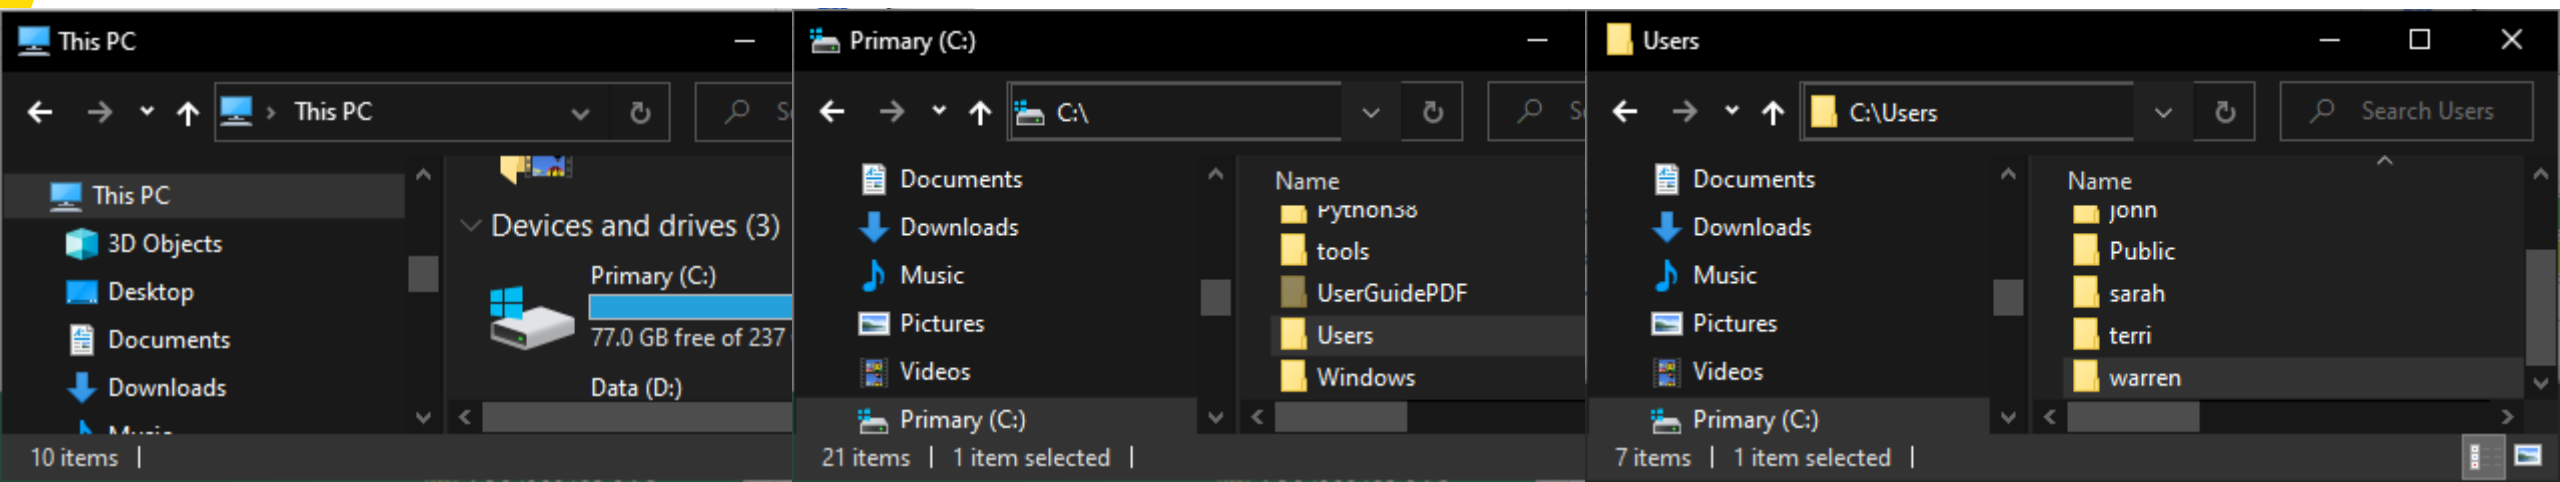 This PC
This PC
S
This PC
3D Objects
Desktop
Documents
Downloads
Music
Devices and drives (3)
Primary (C:)
77.0 GB free of 237
Data (D:)
10 items
Primary (C:)
C:\
S
Documents
Downloads
Music
Pictures
Videos
Primary (C:)
Name
Python38
tools
UserGuidePDF
Users
Windows
21 items
1 item selected
Users
C:\Users
Search Users
Documents
Downloads
Music
Pictures
Videos
Primary (C:)
Name
john
Public
sarah
terri
warren
7 items
1 item selected